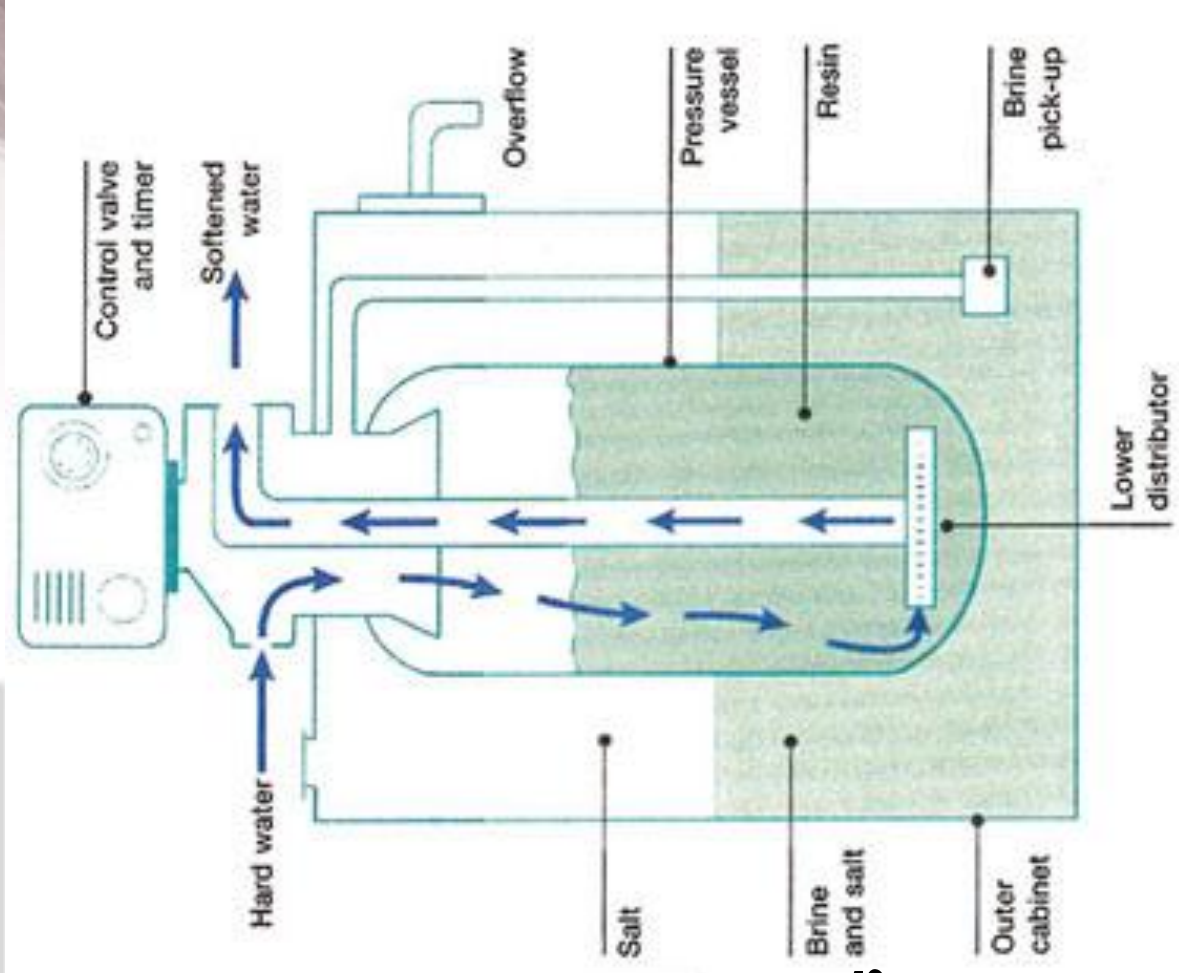 Control valve
and timer
Softened
water
Overflow
Pressure
vessel
Resin
Brine
pick-up
Hard water
Salt
Brine
and salt
Outer
cabinet
Lower
distributor